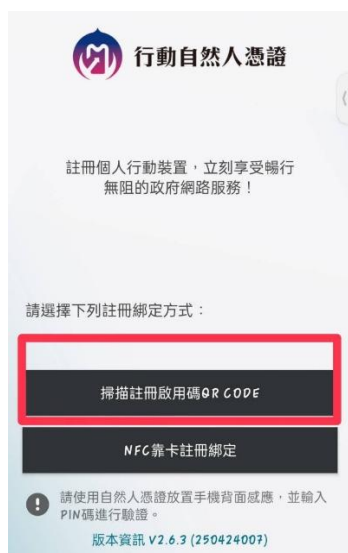 行動自然人憑證
註冊個人行動裝置，立刻享受暢行
無阻的政府網路服務！
請選擇下列註冊綁定方式：
掃描註冊啟用碼QR CODE
NFC靠卡註冊綁定
請使用自然人憑證放置手機背面感應，並輸入
PIN碼進行驗證。
版本資訊 V2.6.3 (250424007)